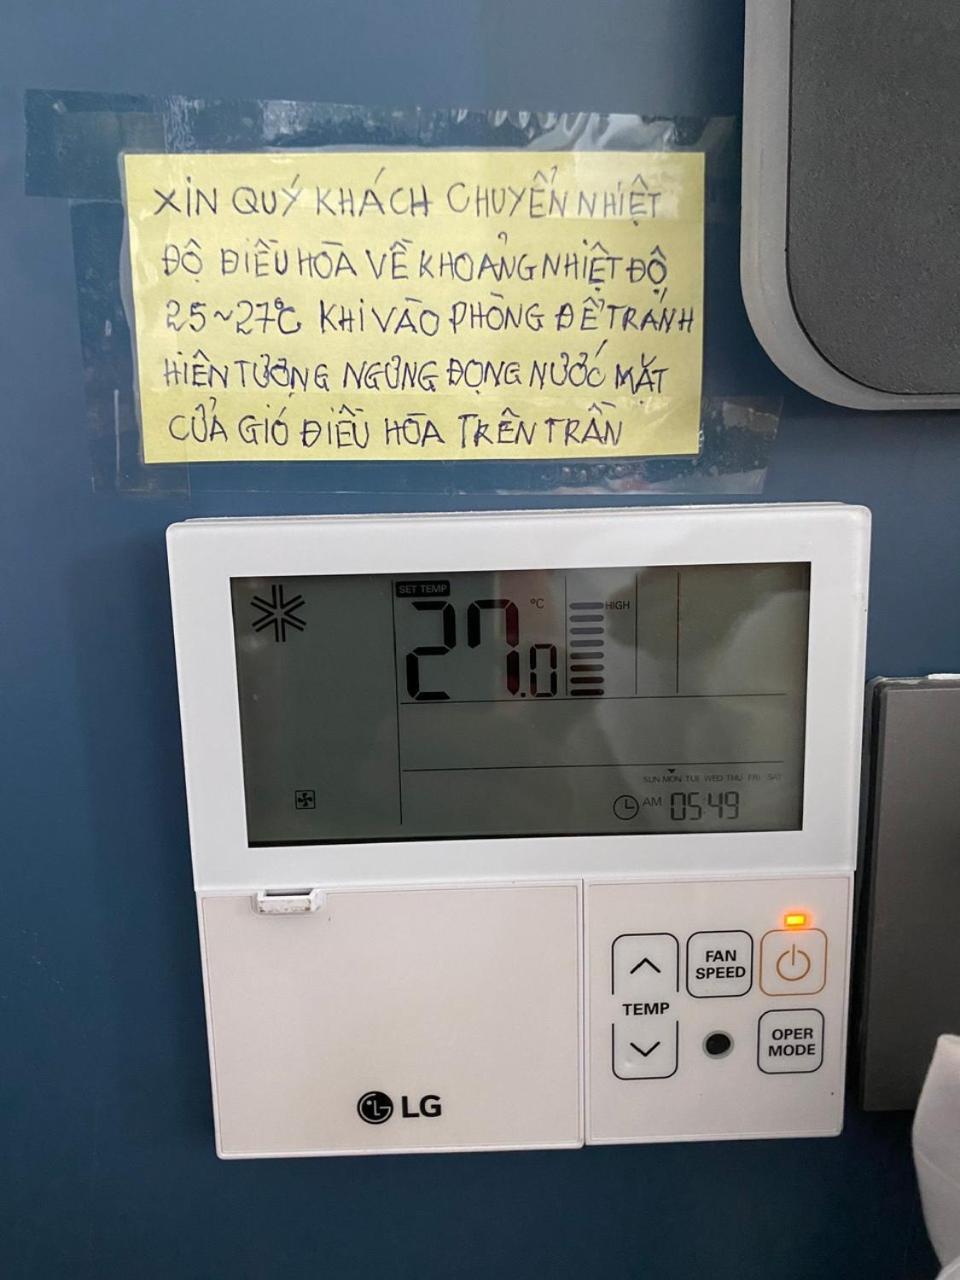 XIN QUÝ KHÁCH CHUYỂN NHIỆT
ĐỘ ĐIỀU HÒA VỀ KHOẢNG NHIỆT ĐỘ
25~27°C KHI VÀO PHÒNG ĐỂ TRÁNH
HIỆN TƯỢNG NGƯNG ĐỌNG NƯỚC MẶT
CỬA GIÓ ĐIỀU HÒA TRÊN TRẦN
SET TEMP
27.0 °C HIGH
SUN MON TUE WED THU FRI SAT
AM 05:49
FAN SPEED
TEMP
OPER MODE
LG